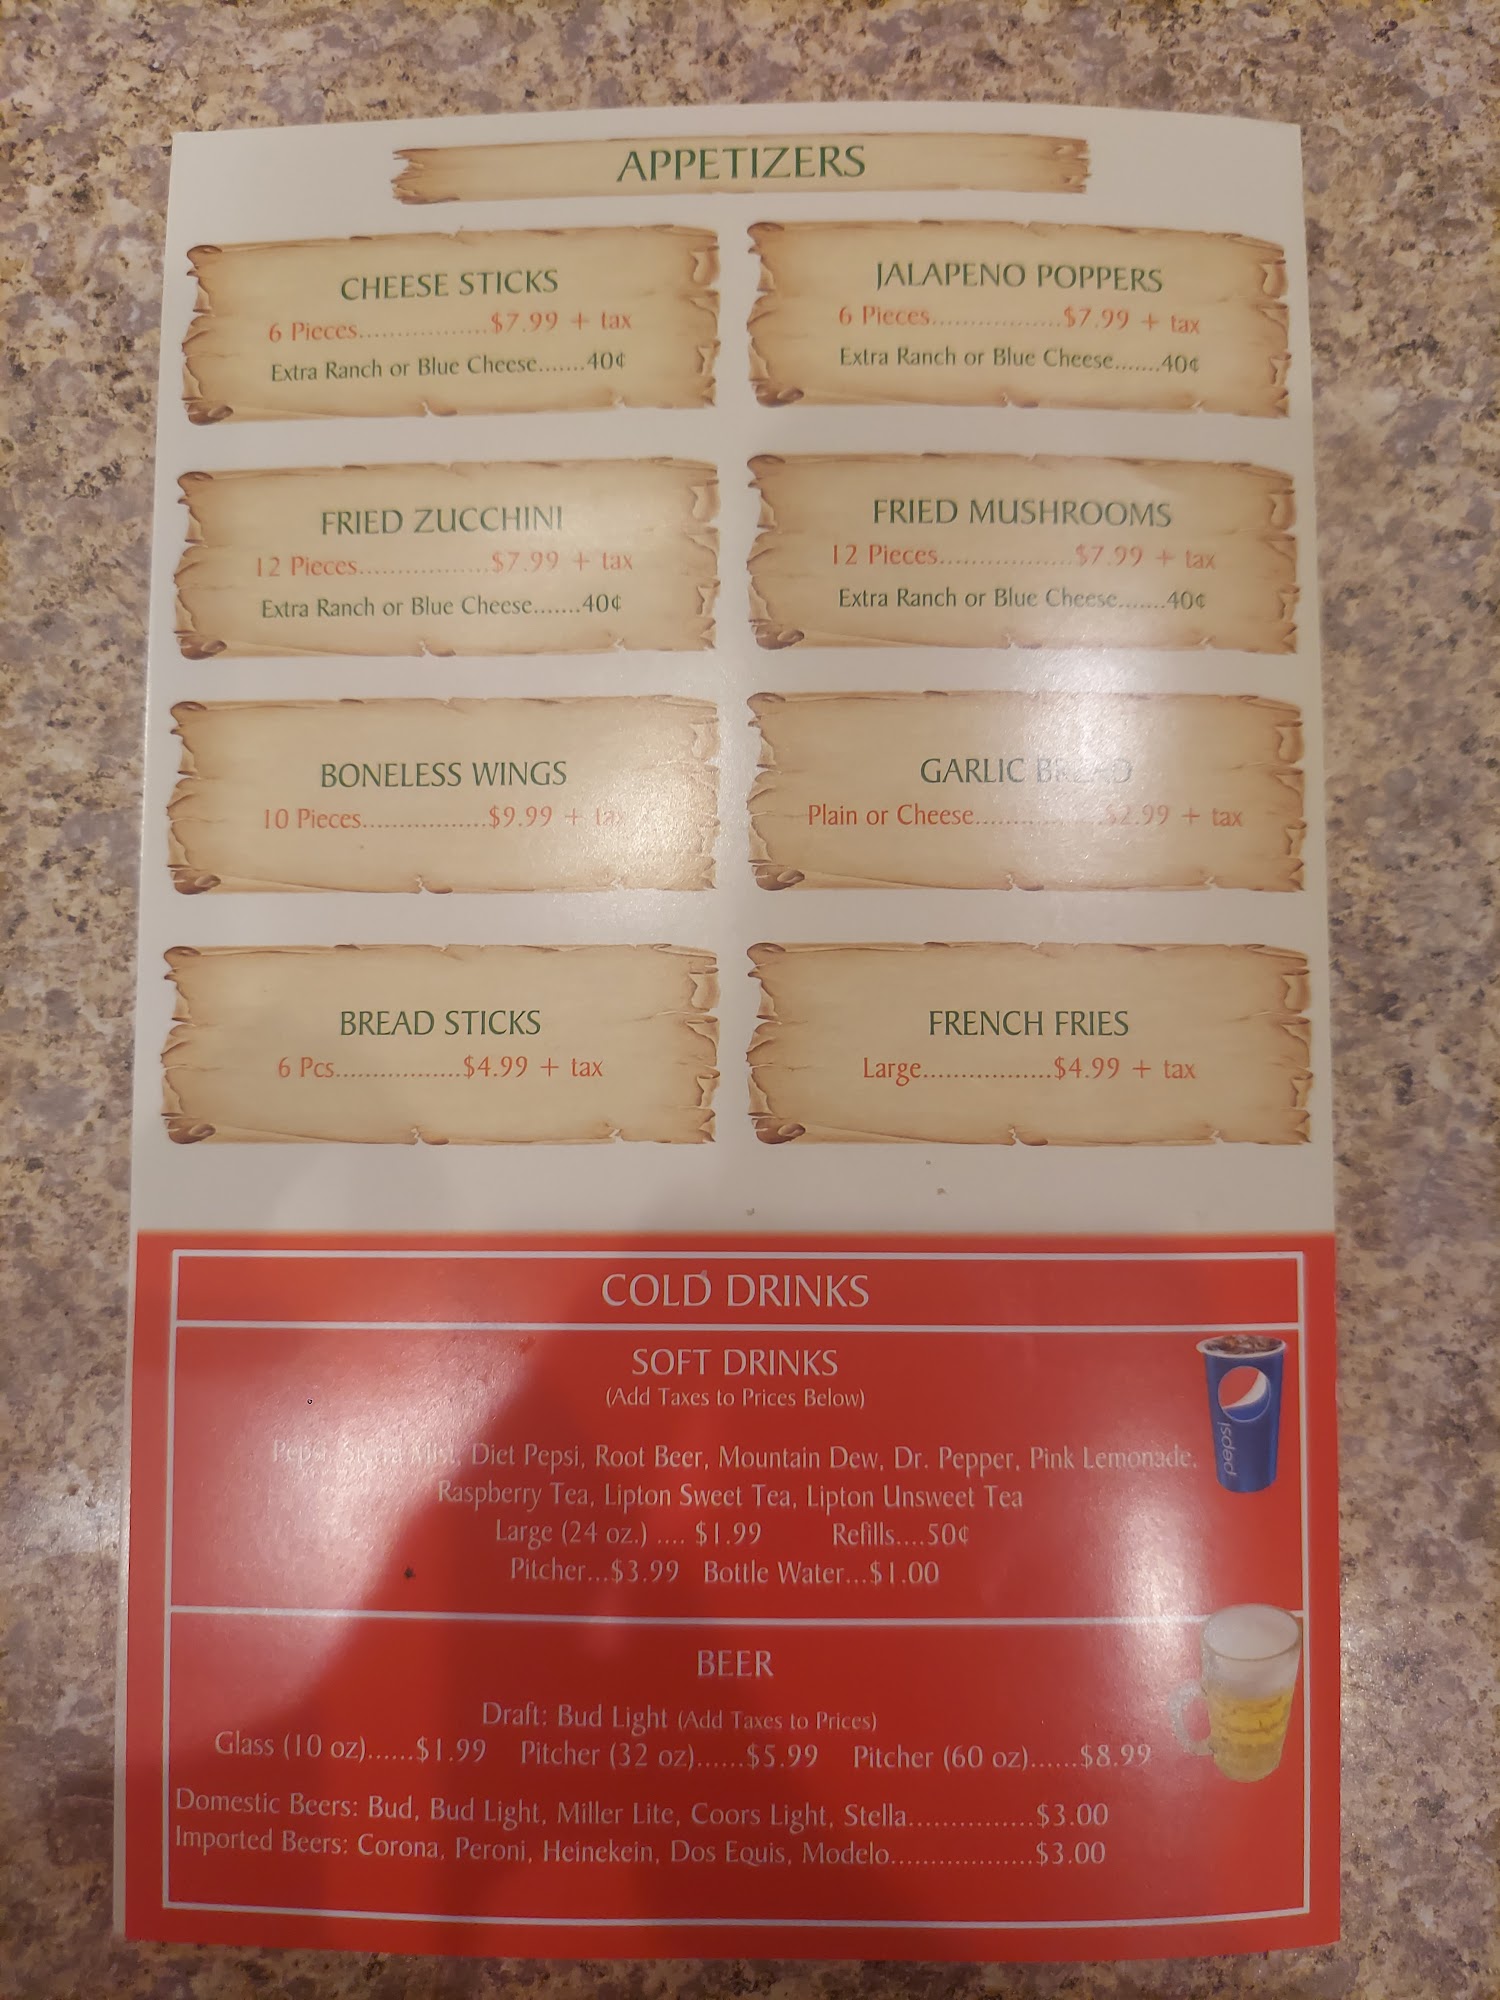 APPETIZERS
CHEESE STICKS
6 Pieces.................$7.99 + tax
Extra Ranch or Blue Cheese.......40¢
JALAPENO POPPERS
6 Pieces.................$7.99 + tax
Extra Ranch or Blue Cheese.......40¢
FRIED ZUCCHINI
12 Pieces.................$7.99 + tax
Extra Ranch or Blue Cheese.......40¢
FRIED MUSHROOMS
12 Pieces.................$7.99 + tax
Extra Ranch or Blue Cheese.......40¢
BONELESS WINGS
10 Pieces.................$9.99 + tax
GARLIC BREAD
Plain or Cheese.................$2.99 + tax
BREAD STICKS
6 Pcs.................$4.99 + tax
FRENCH FRIES
Large.................$4.99 + tax
COLD DRINKS
SOFT DRINKS
(Add Taxes to Prices Below)
Pepsi, Sierra Mist, Diet Pepsi, Root Beer, Mountain Dew, Dr. Pepper, Pink Lemonade,
Raspberry Tea, Lipton Sweet Tea, Lipton Unsweet Tea
Large (24 oz.) .... $1.99 Refills....50¢
Pitcher...$3.99 Bottle Water...$1.00
pepsi
BEER
Draft: Bud Light (Add Taxes to Prices)
Glass (10 oz)......$1.99 Pitcher (32 oz)......$5.99 Pitcher (60 oz)......$8.99
Domestic Beers: Bud, Bud Light, Miller Lite, Coors Light, Stella................$3.00
Imported Beers: Corona, Peroni, Heinekein, Dos Equis, Modelo..................$3.00